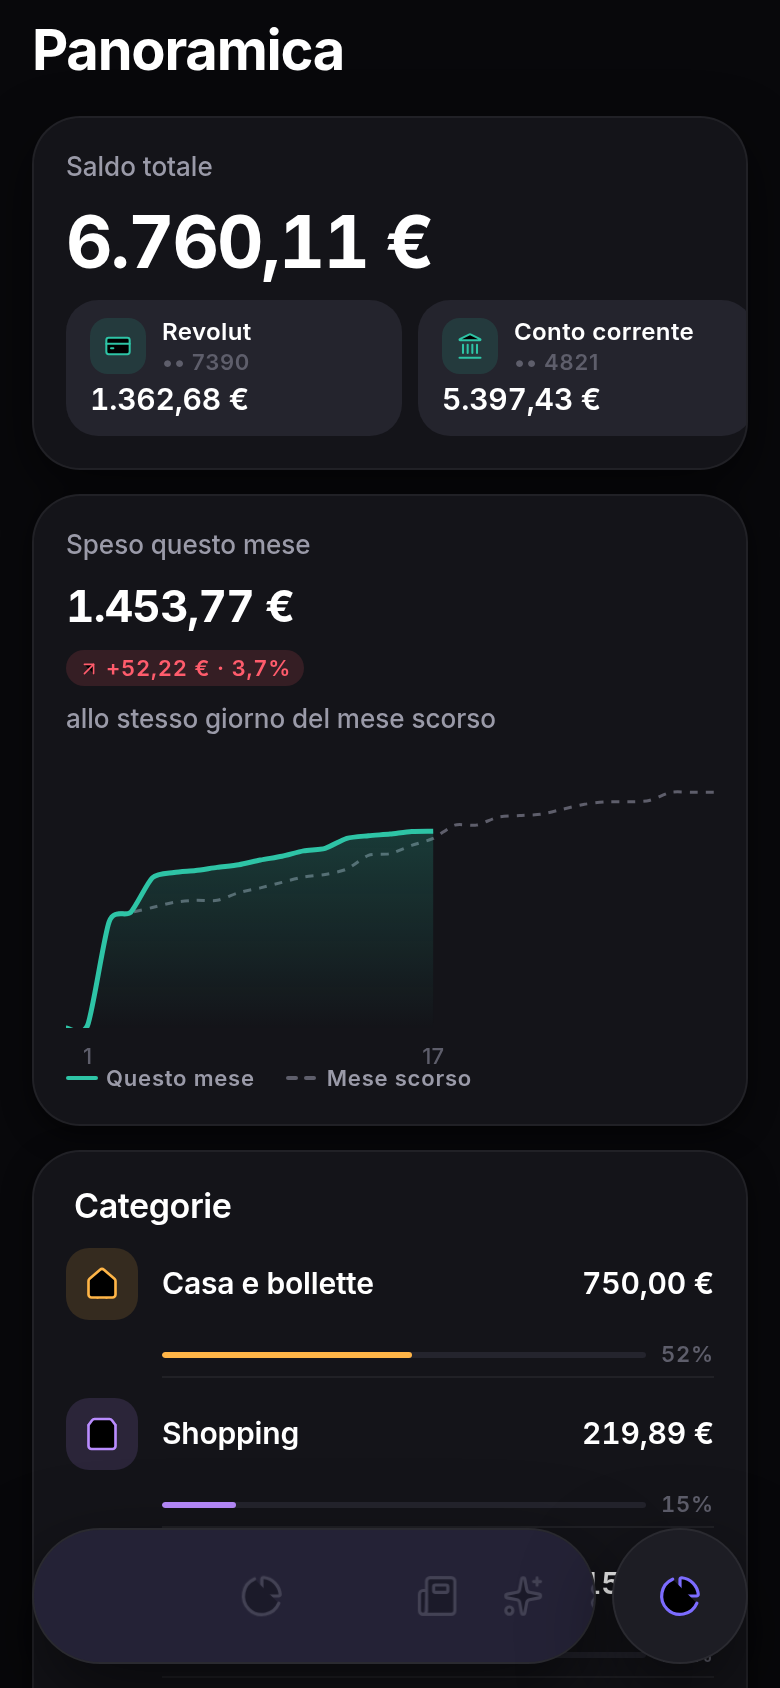 Panoramica
Saldo totale
6.760,11 €
Revolut
•• 7390
1.362,68 €
Conto corrente
•• 4821
5.397,43 €
Speso questo mese
1.453,77 €
+52,22 € · 3,7%
allo stesso giorno del mese scorso
1 17
Questo mese Mese scorso
Categorie
Casa e bollette 750,00 €
52%
Shopping 219,89 €
15%